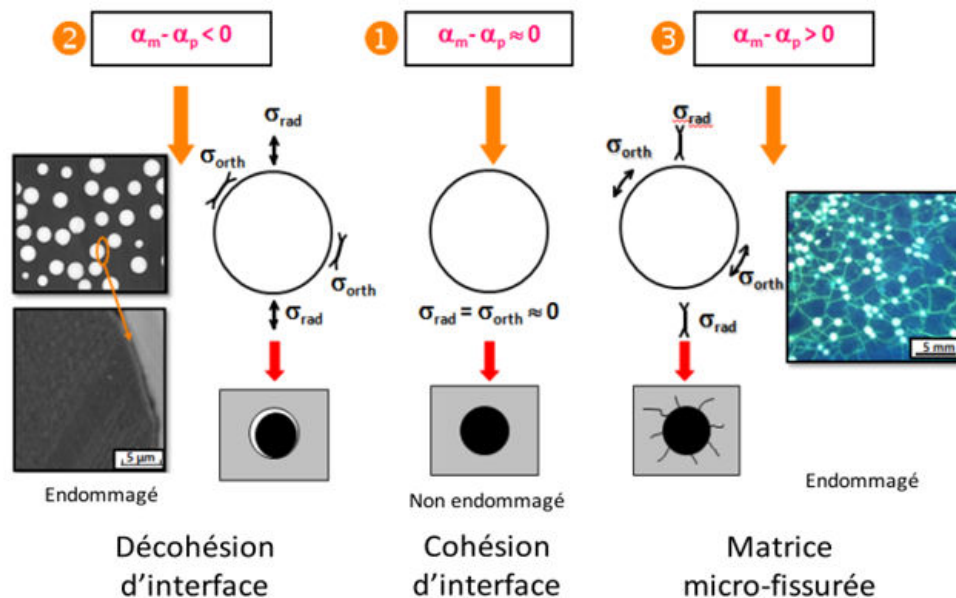 2
αm - αp < 0
1
αm - αp ≈ 0
3
αm - αp > 0
σrad
σorth
σorth
σrad
σrad = σorth ≈ 0
σrad
σorth
σorth
σrad
5 µm
5 mm
Endommagé
Non endommagé
Endommagé
Décohésion
d'interface
Cohésion
d'interface
Matrice
micro-fissurée